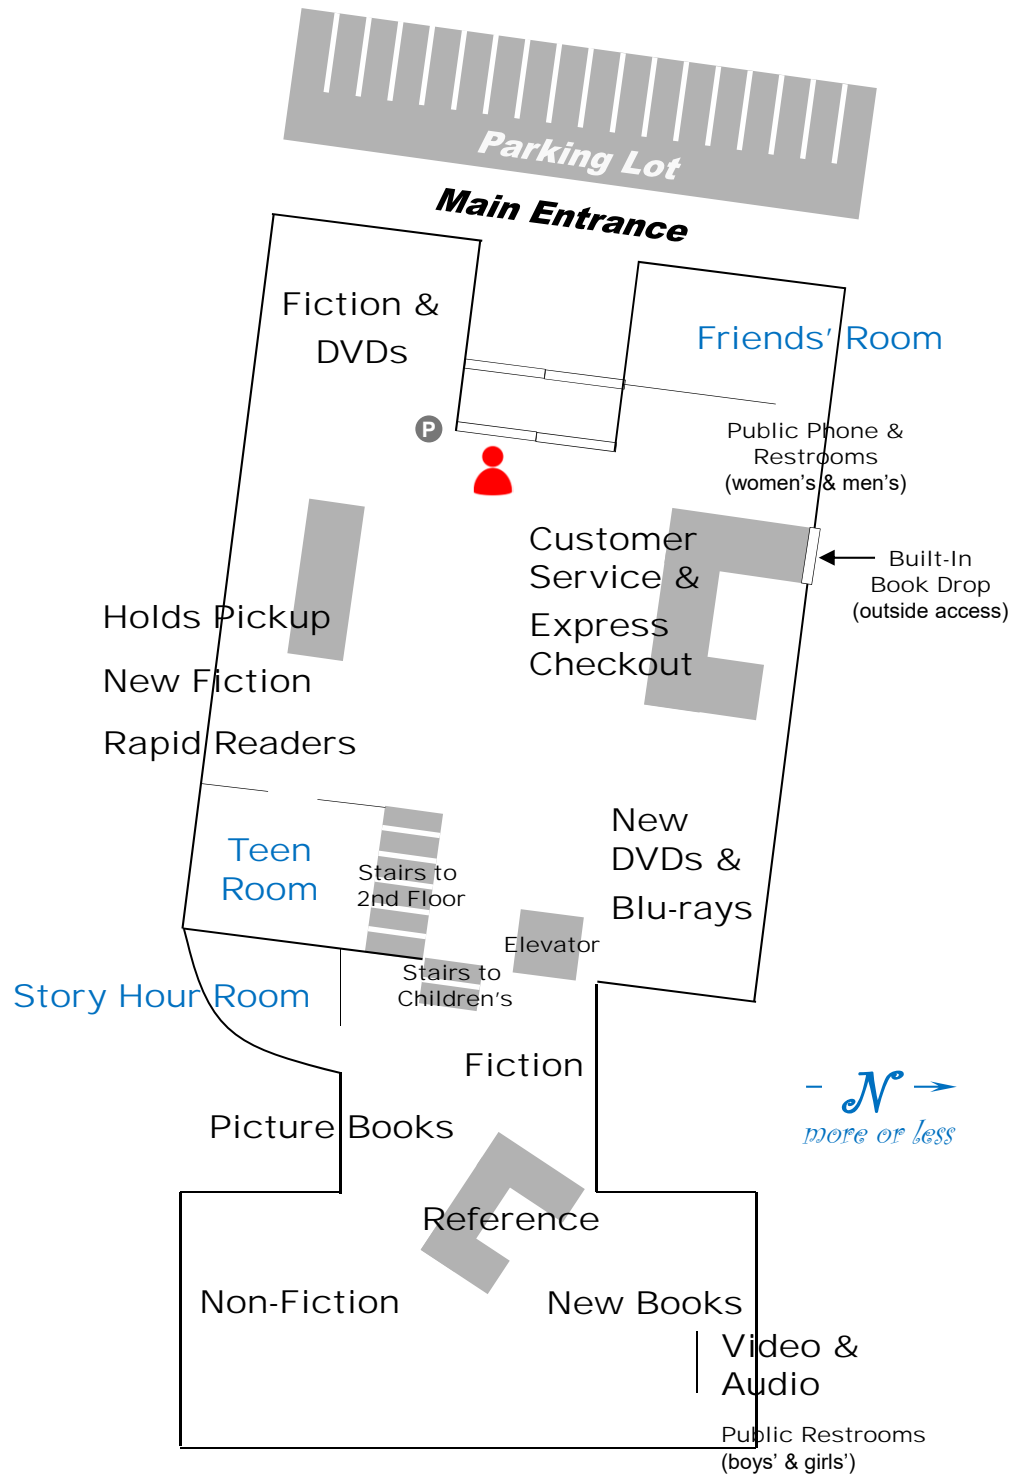 Parking Lot
Main Entrance
Fiction &
DVDs
Friends' Room
P
Public Phone &
Restrooms
(women's & men's)
Customer
Service &
Express
Checkout
Built-In
Book Drop
(outside access)
Holds Pickup
New Fiction
Rapid Readers
New
DVDs &
Blu-rays
Teen
Room
Stairs to
2nd Floor
Elevator
Stairs to
Children's
Story Hour Room
Fiction
N
more or less
Picture Books
Reference
Non-Fiction
New Books
Video &
Audio
Public Restrooms
(boys' & girls')